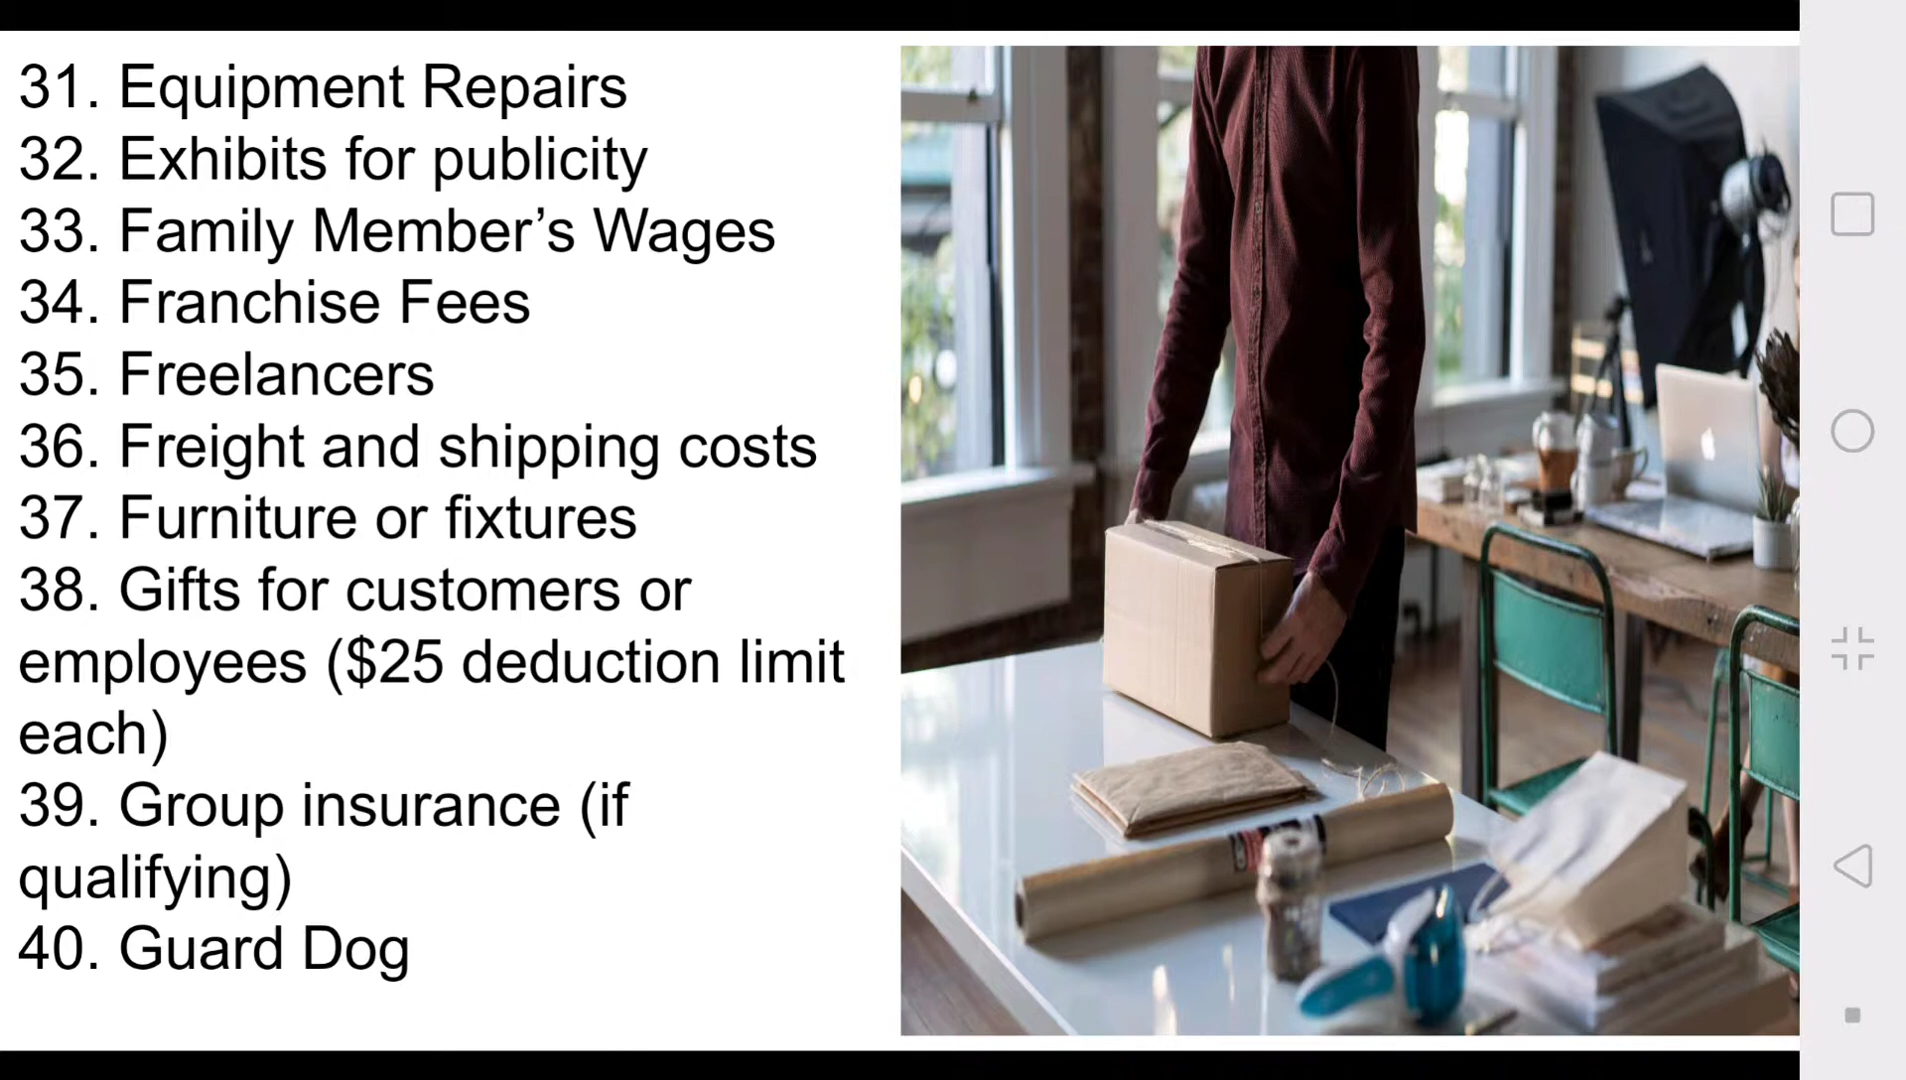 31. Equipment Repairs
32. Exhibits for publicity
33. Family Member’s Wages
34. Franchise Fees
35. Freelancers
36. Freight and shipping costs
37. Furniture or fixtures
38. Gifts for customers or
employees ($25 deduction limit
each)
39. Group insurance (if
qualifying)
40. Guard Dog